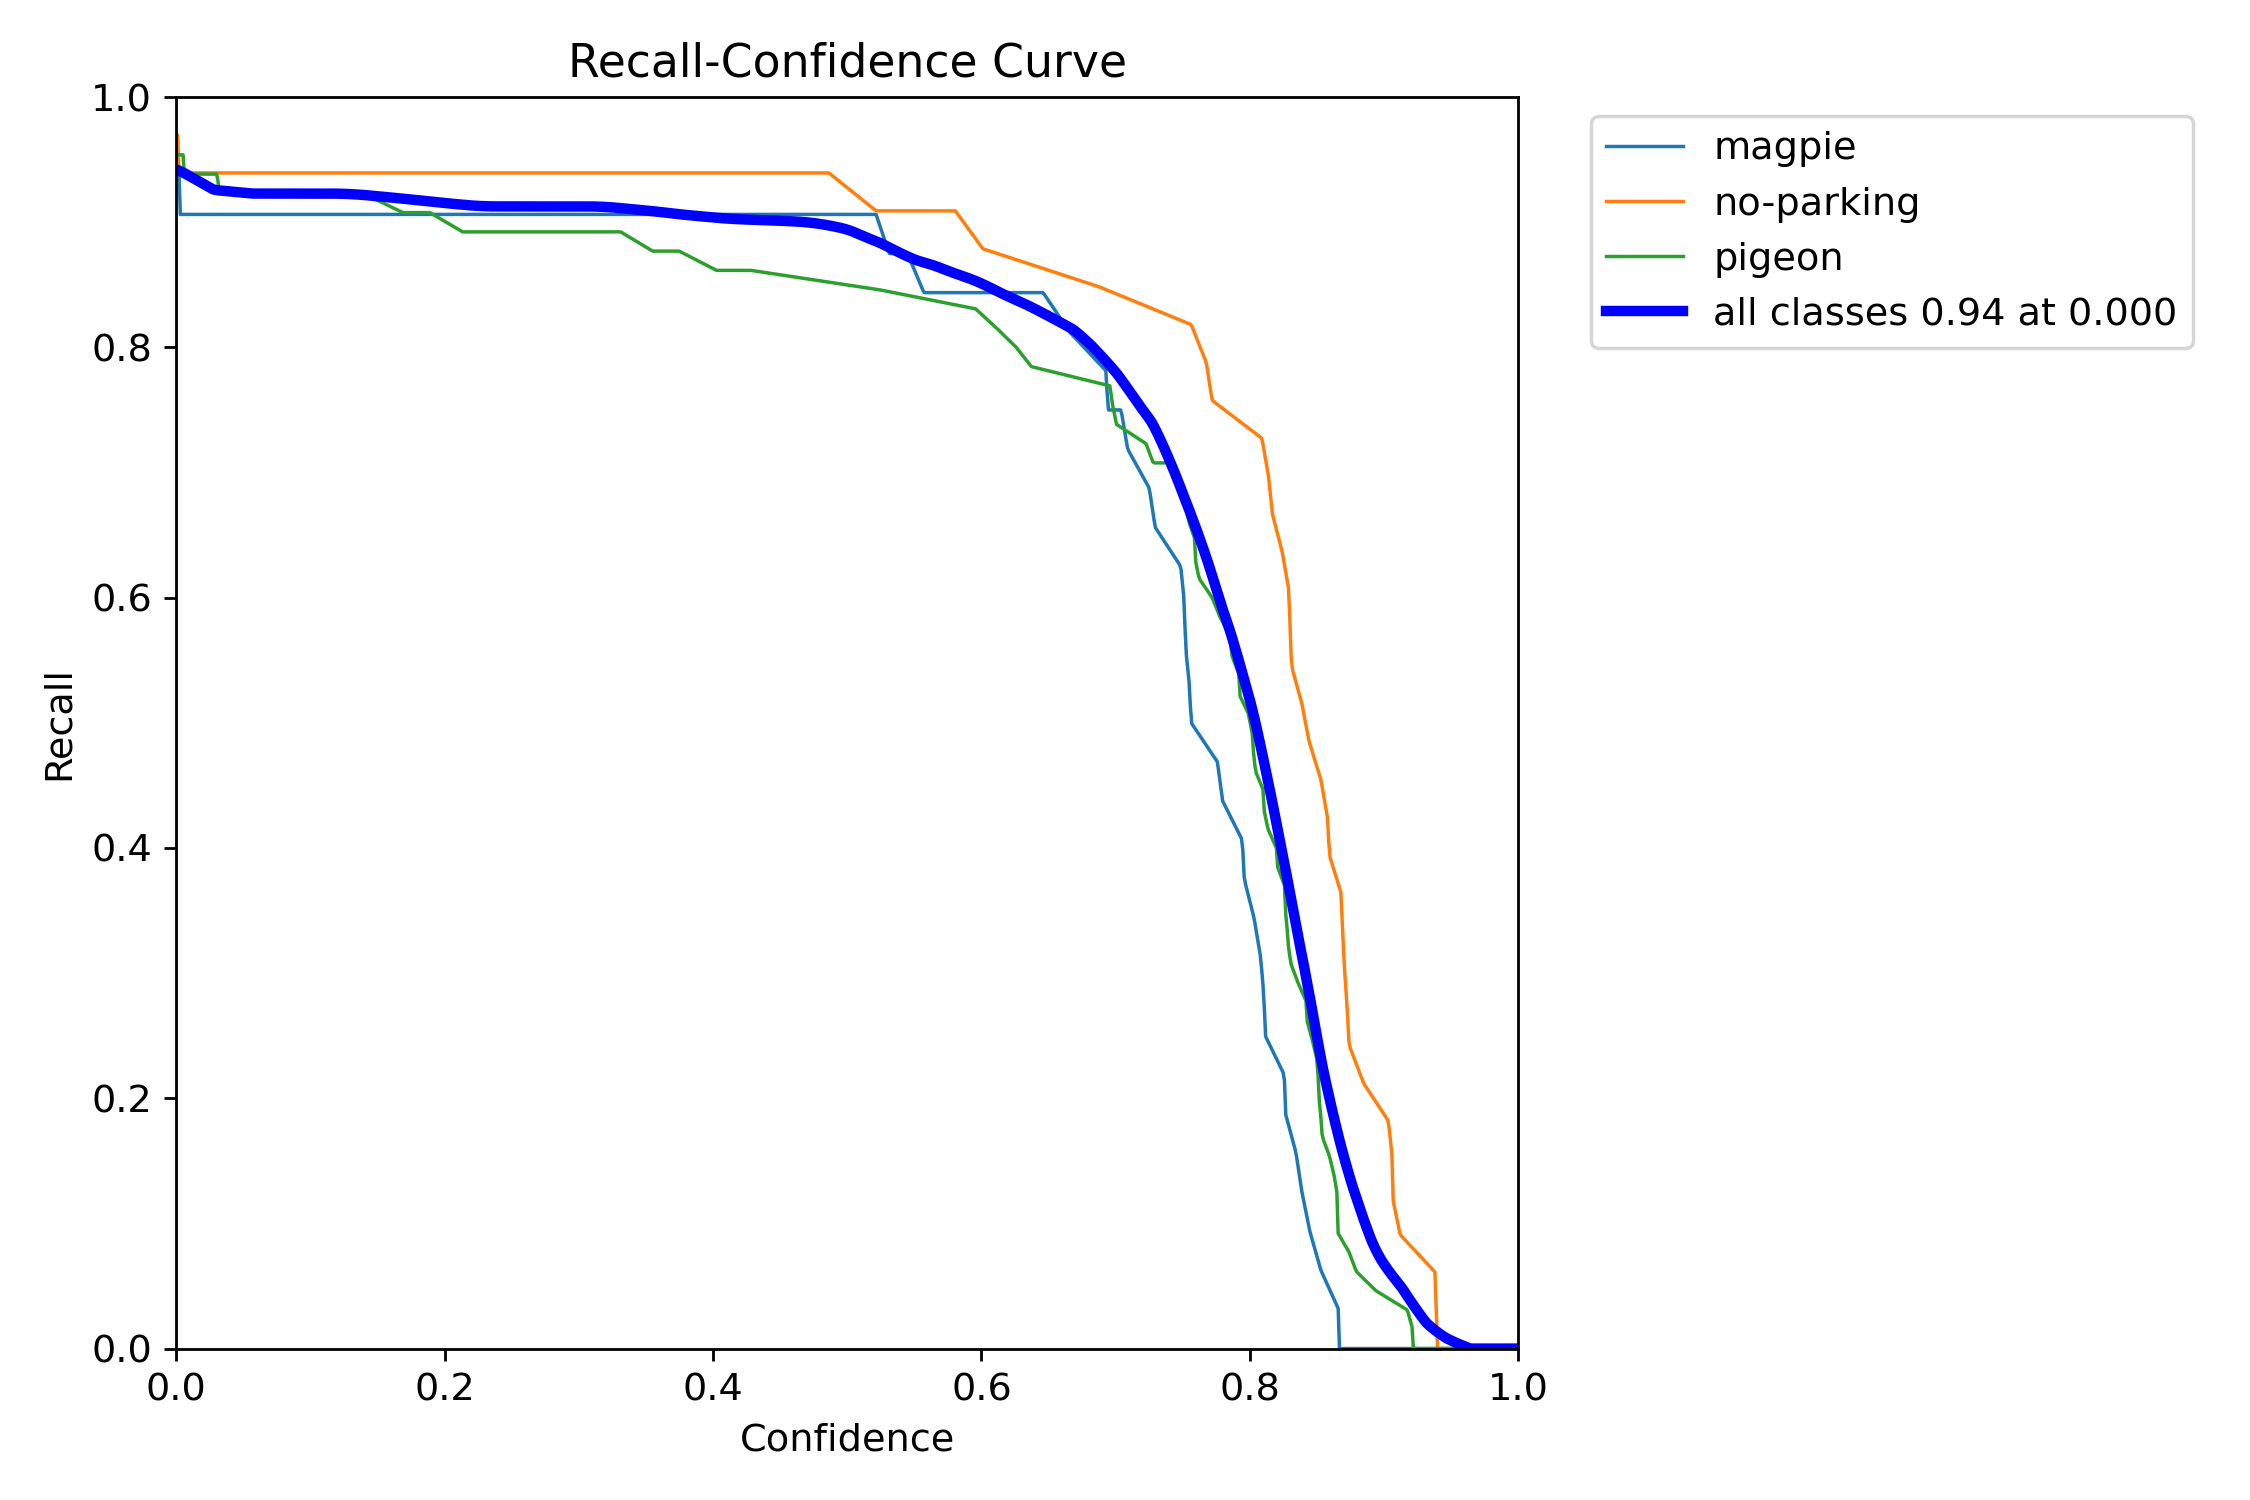 Recall-Confidence Curve
1.0
0.8
0.6
0.4
0.2
0.0
Recall
0.0 0.2 0.4 0.6 0.8 1.0
Confidence
magpie
no-parking
pigeon
all classes 0.94 at 0.000